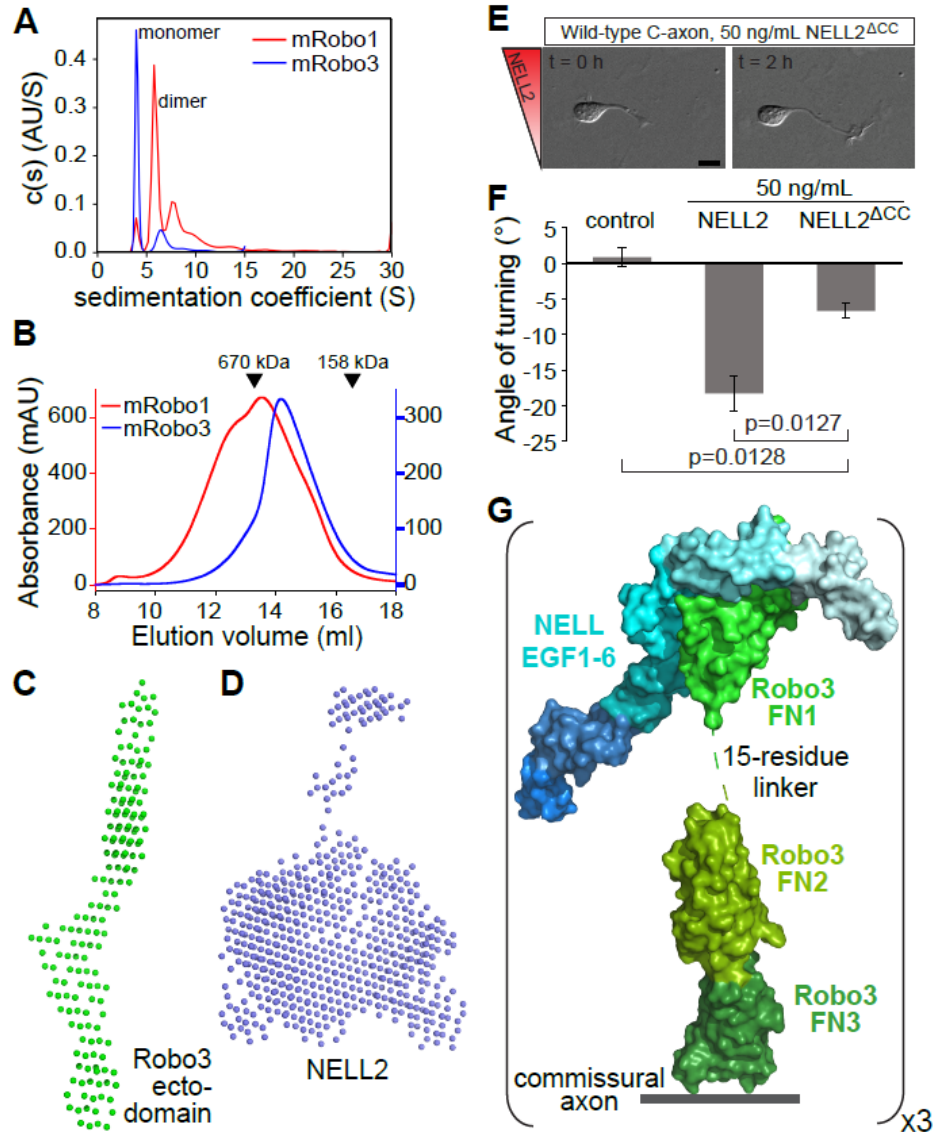 A
monomer
mRobo1
mRobo3
dimer
c(s) (AU/S)
0.4
0.3
0.2
0.1
0.0
0 5 10 15 20 25 30
sedimentation coefficient (S)
B
670 kDa 158 kDa
mRobo1
mRobo3
Absorbance (mAU)
600
400
200
0
300
200
100
0
8 10 12 14 16 18
Elution volume (ml)
C
Robo3
ecto-
domain
D
NELL2
E
Wild-type C-axon, 50 ng/mL NELL2ΔCC
NELL2
t = 0 h
t = 2 h
F
50 ng/mL
control NELL2 NELL2ΔCC
Angle of turning (°)
5
0
-5
-10
-15
-20
-25
p=0.0127
p=0.0128
G
NELL
EGF1-6
Robo3
FN1
15-residue
linker
Robo3
FN2
Robo3
FN3
commissural
axon
x3